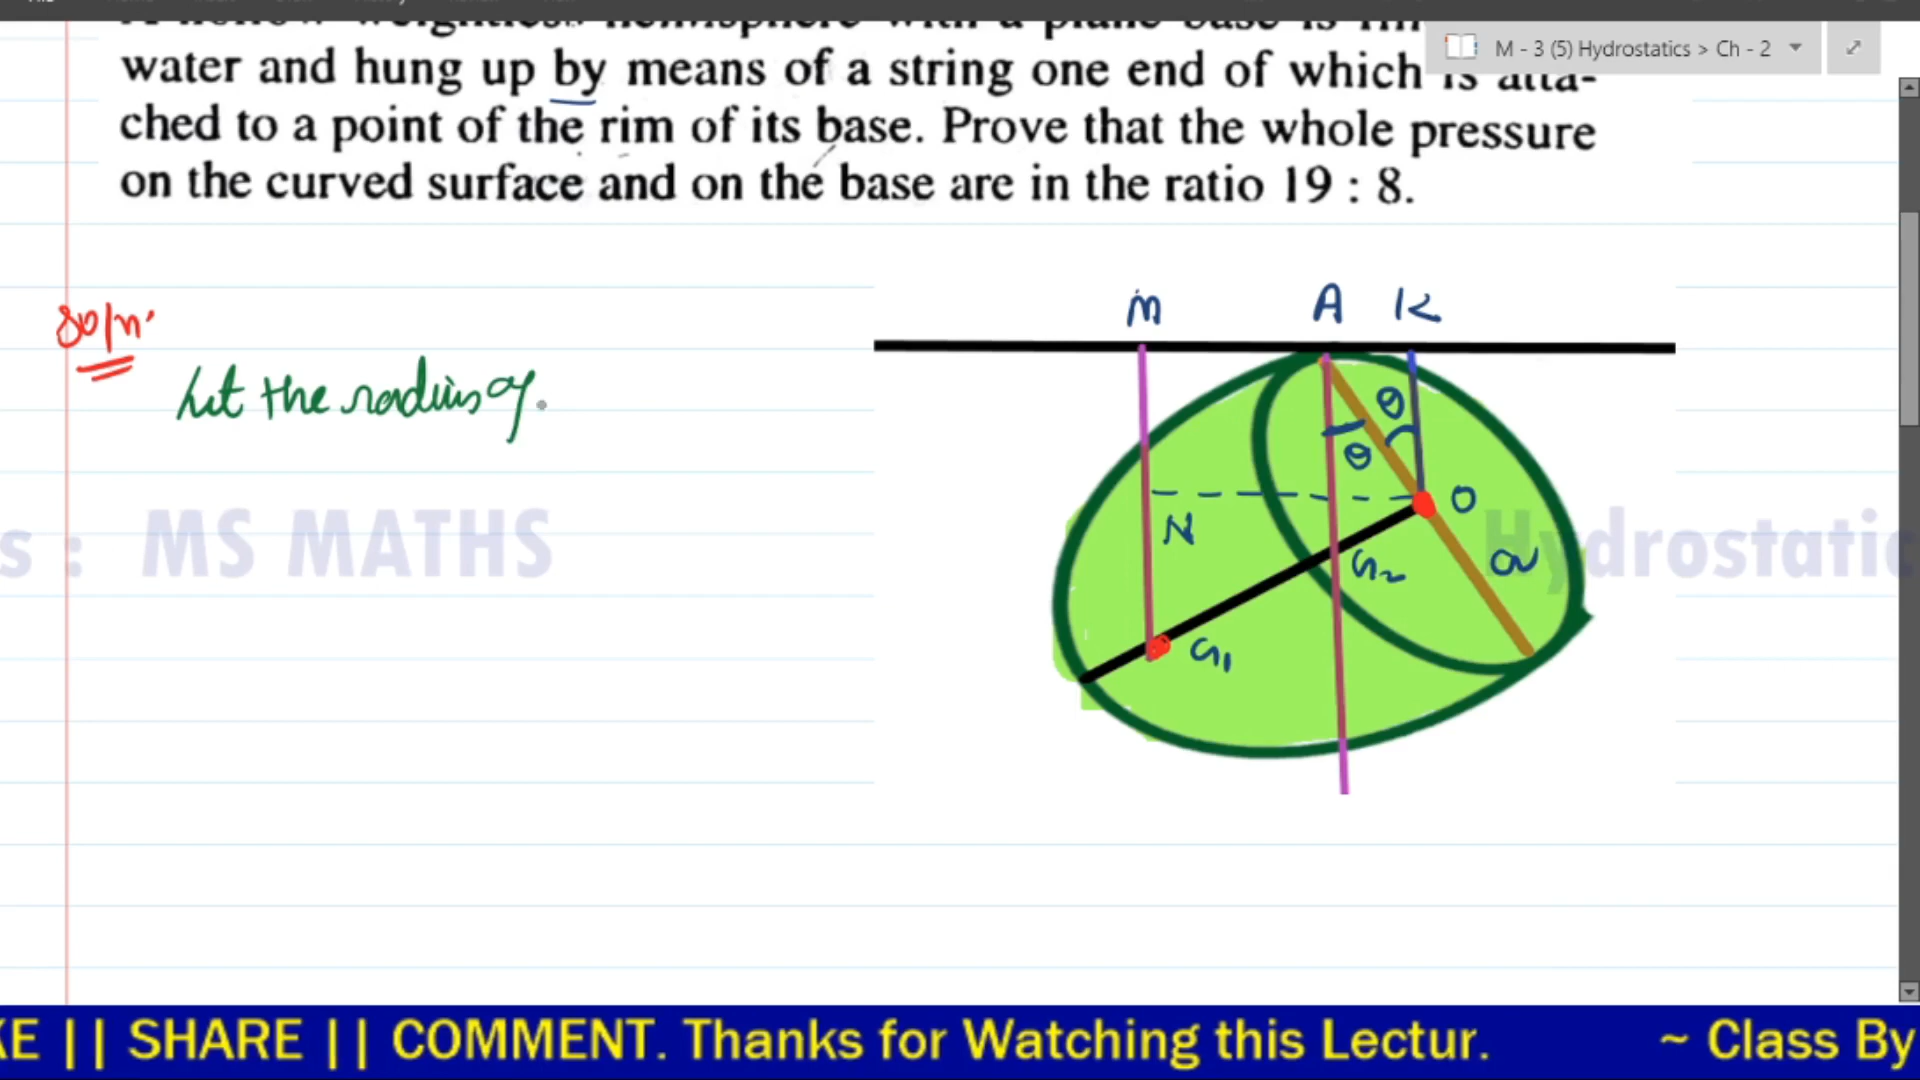 M - 3 (5) Hydrostatics > Ch - 2
water and hung up by means of a string one end of which is atta-
ched to a point of the rim of its base. Prove that the whole pressure
on the curved surface and on the base are in the ratio 19 : 8.
Soln.
Let the radius of
M A K
θ
θ
O
N
G2
a
G1
s : MS MATHS
Hydrostatic
KE || SHARE || COMMENT. Thanks for Watching this Lectur. ~ Class By